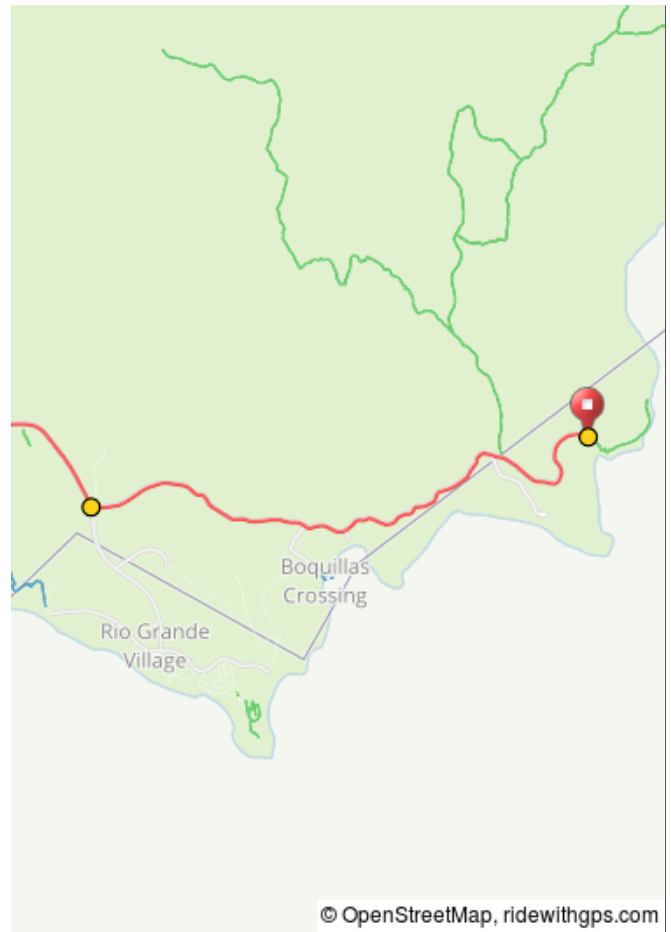 Boquillas
Crossing
Rio Grande
Village
© OpenStreetMap, ridewithgps.com